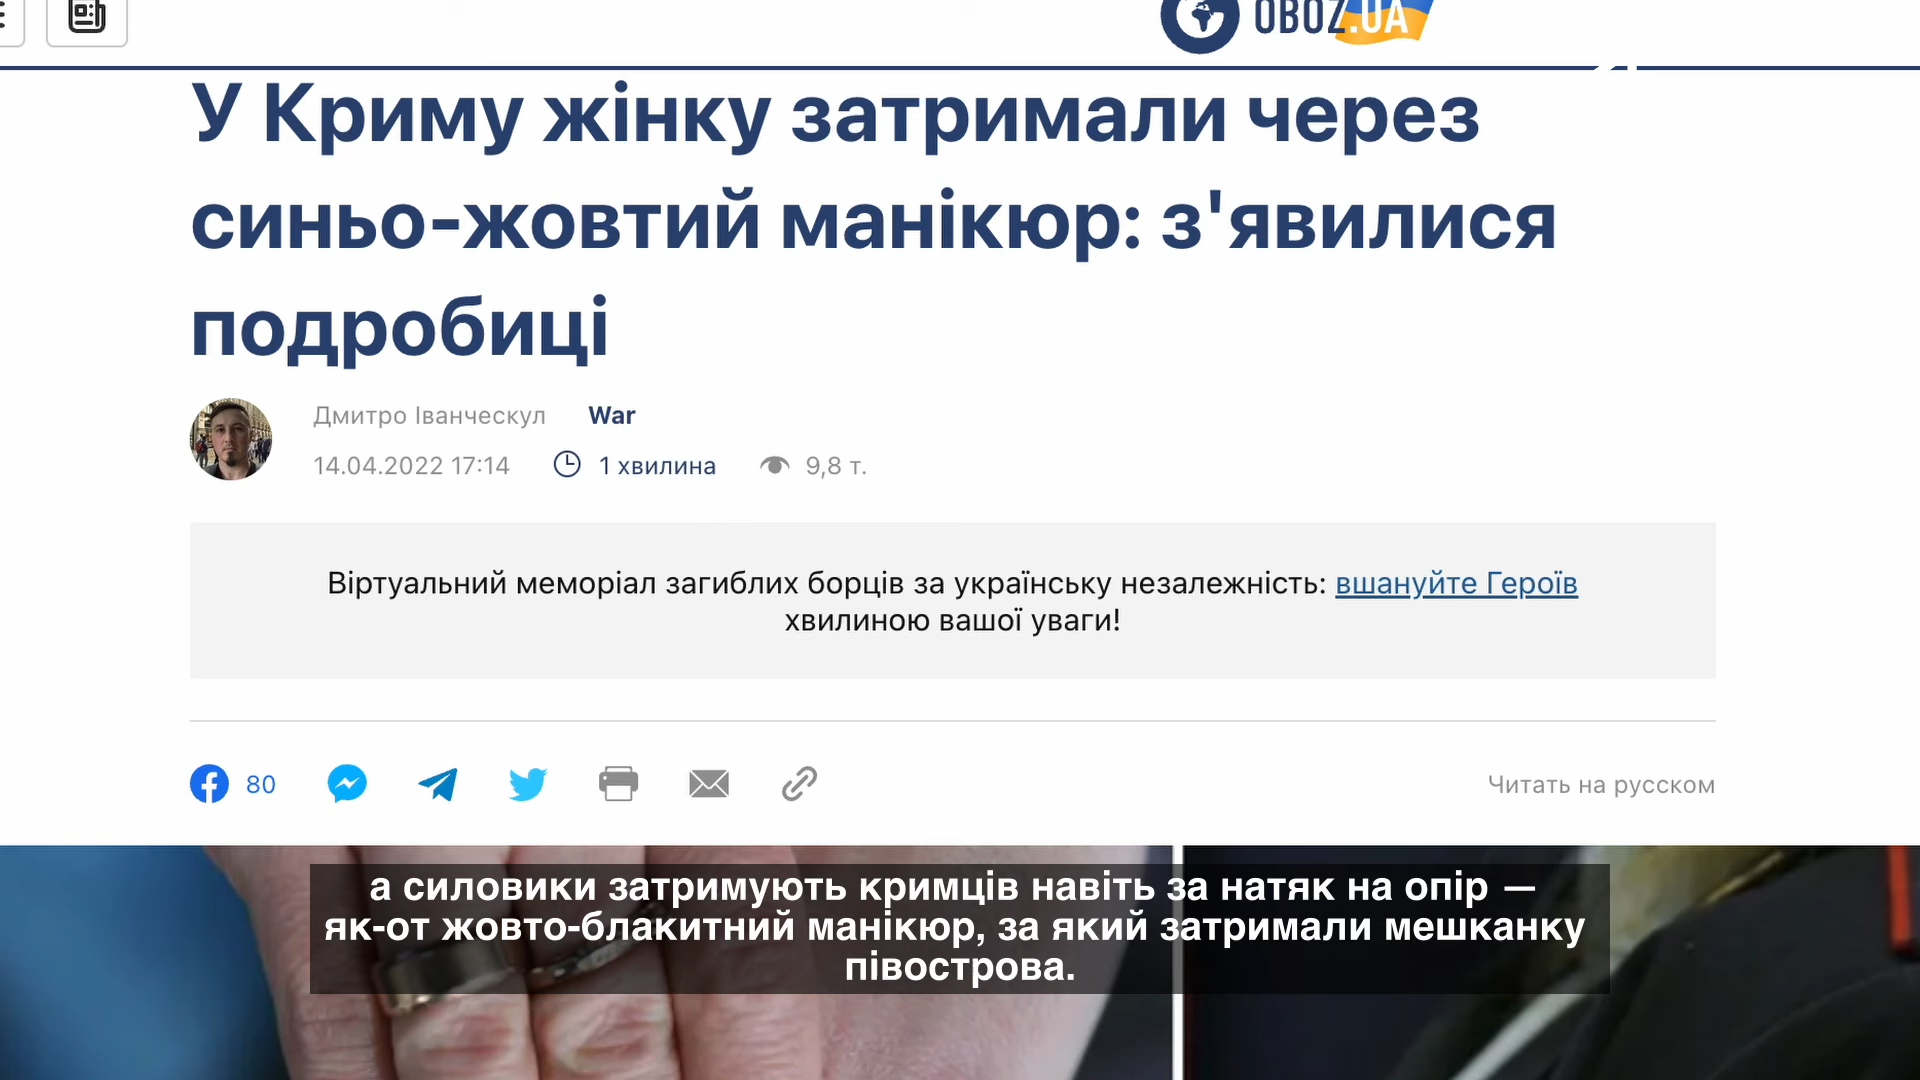 OBOZ.UA
У Криму жінку затримали через
синьо-жовтий манікюр: з'явилися
подробиці
Дмитро Іванческул War
14.04.2022 17:14 1 хвилина 9,8 т.
Віртуальний меморіал загиблих борців за українську незалежність: вшануйте Героїв
хвилиною вашої уваги!
80
Читать на русском
а силовики затримують кримців навіть за натяк на опір —
як-от жовто-блакитний манікюр, за який затримали мешканку
півострова.